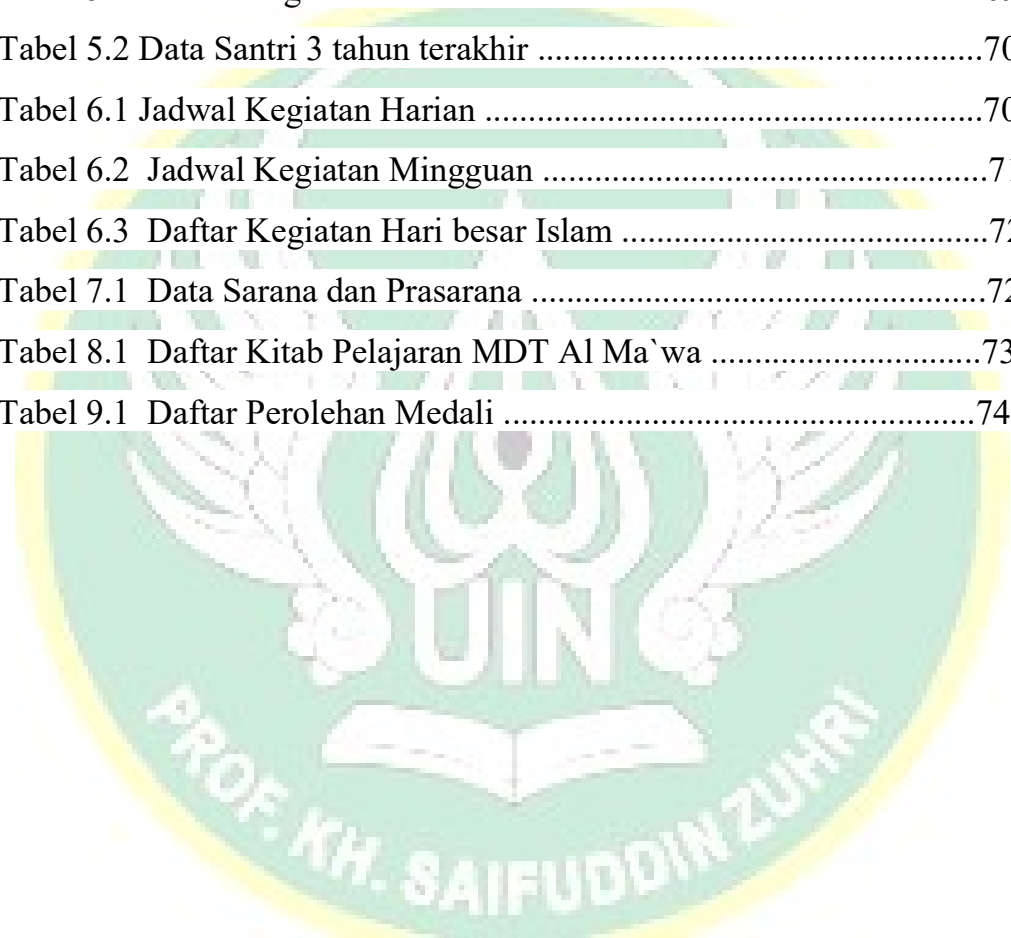 Tabel 5.2 Data Santri 3 tahun terakhir ................................................70
Tabel 6.1 Jadwal Kegiatan Harian ......................................................70
Tabel 6.2  Jadwal Kegiatan Mingguan ................................................71
Tabel 6.3  Daftar Kegiatan Hari besar Islam ........................................72
Tabel 7.1  Data Sarana dan Prasarana .................................................72
Tabel 8.1  Daftar Kitab Pelajaran MDT Al Ma`wa .............................73
Tabel 9.1  Daftar Perolehan Medali ...................................................74
UIN
PROF. KH. SAIFUDDIN ZUHRI